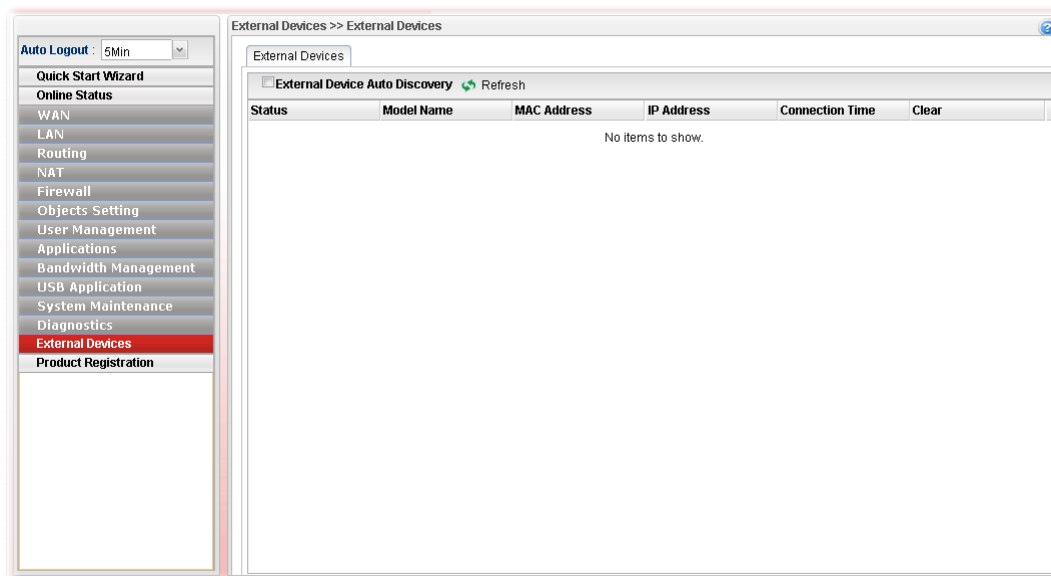 External Devices >> External Devices
Auto Logout : 5Min
Quick Start Wizard
Online Status
WAN
LAN
Routing
NAT
Firewall
Objects Setting
User Management
Applications
Bandwidth Management
USB Application
System Maintenance
Diagnostics
External Devices
Product Registration
External Devices
External Device Auto Discovery Refresh
Status Model Name MAC Address IP Address Connection Time Clear
No items to show.